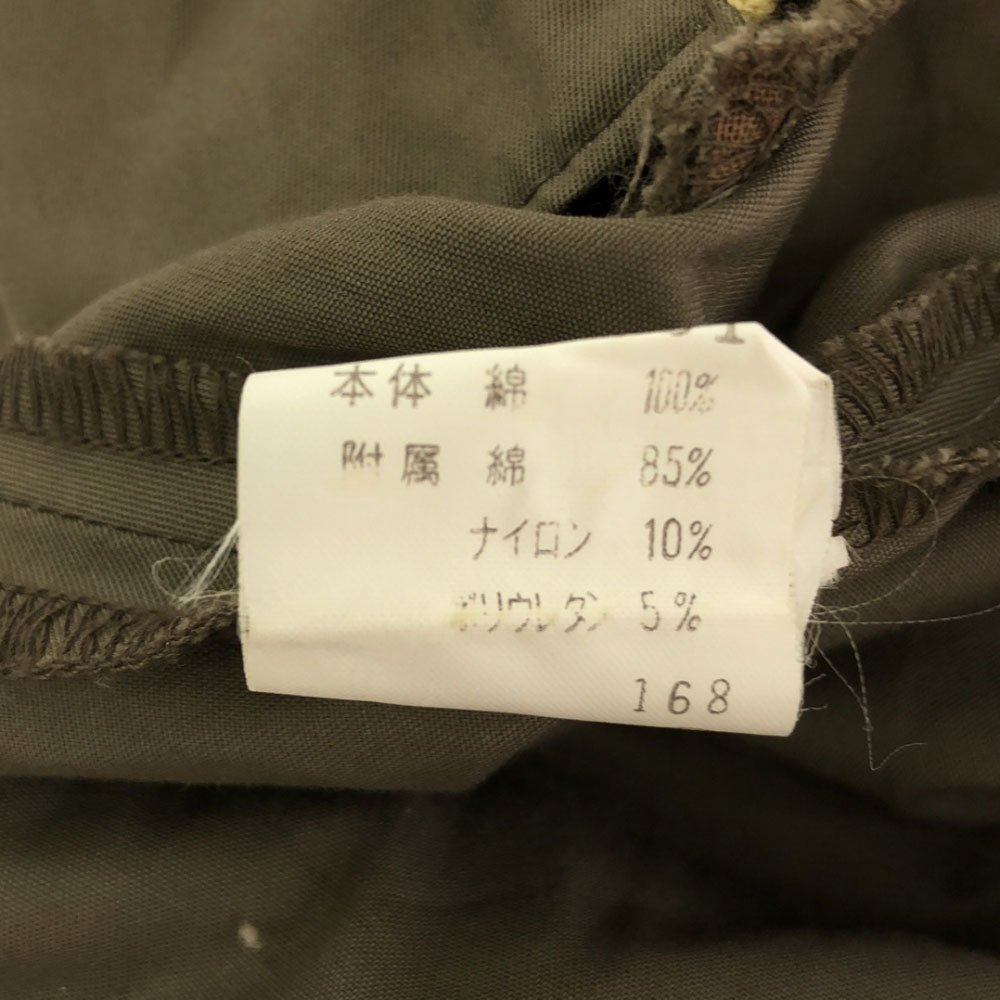 本体 綿 100%
附属 綿 85%
ナイロン 10%
ポリウレタン 5%
168